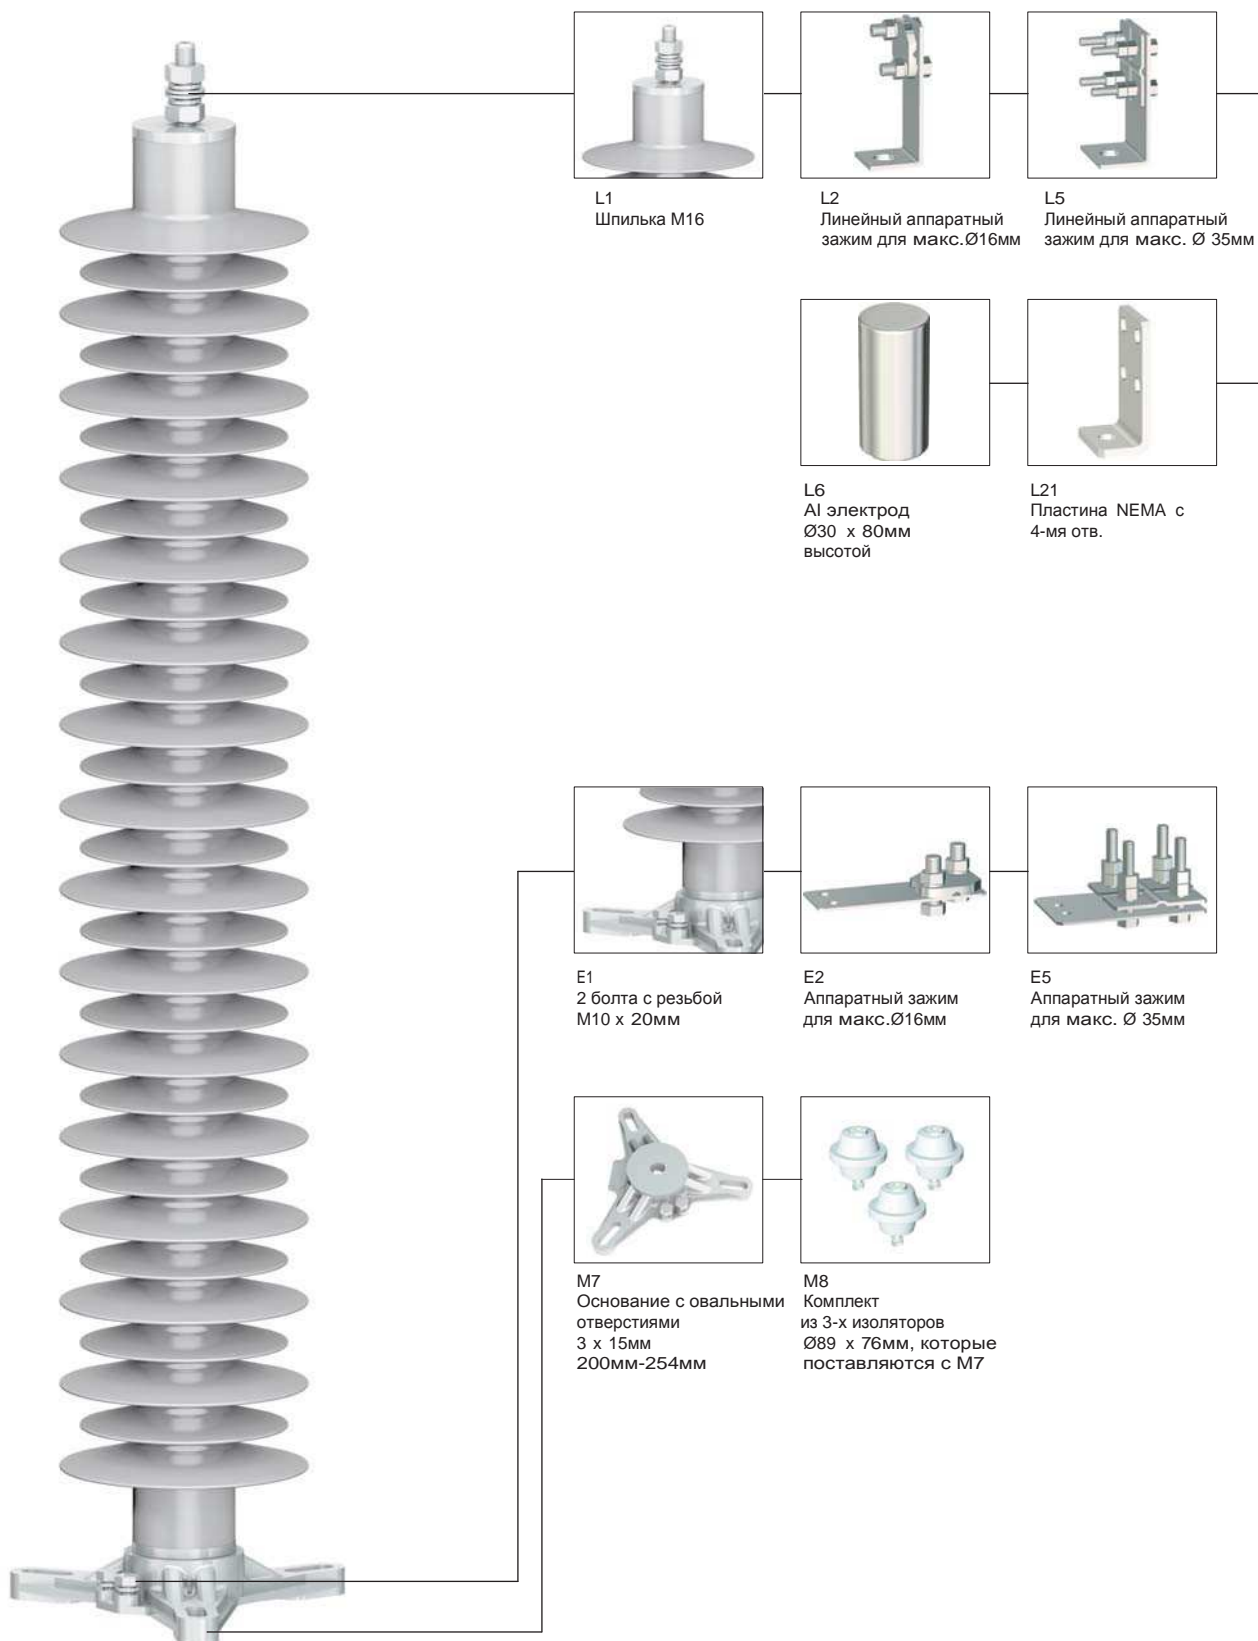 L1
Шпилька М16
L2
Линейный аппаратный
зажим для макс.Ø16мм
L5
Линейный аппаратный
зажим для макс. Ø 35мм
L6
Al электрод
Ø30 x 80мм
высотой
L21
Пластина NEMA с
4-мя отв.
E1
2 болта с резьбой
M10 x 20мм
E2
Аппаратный зажим
для макс.Ø16мм
E5
Аппаратный зажим
для макс. Ø 35мм
M7
Основание с овальными
отверстиями
3 x 15мм
200мм-254мм
M8
Комплект
из 3-х изоляторов
Ø89 x 76мм, которые
поставляются с M7